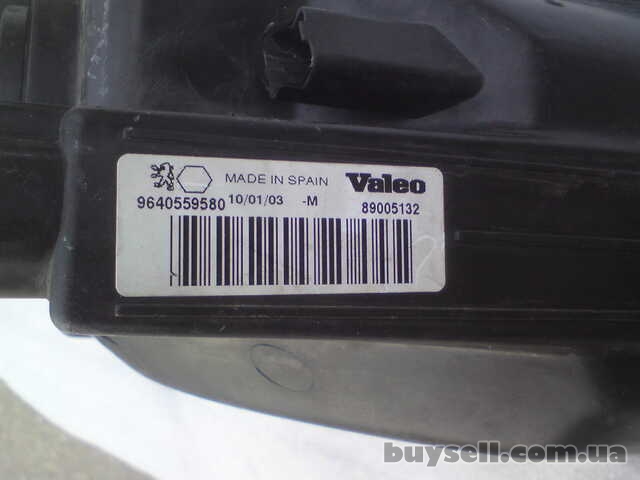 MADE IN SPAIN Valeo
9640559580 10/01/03 -M 89005132
buysell.com.ua